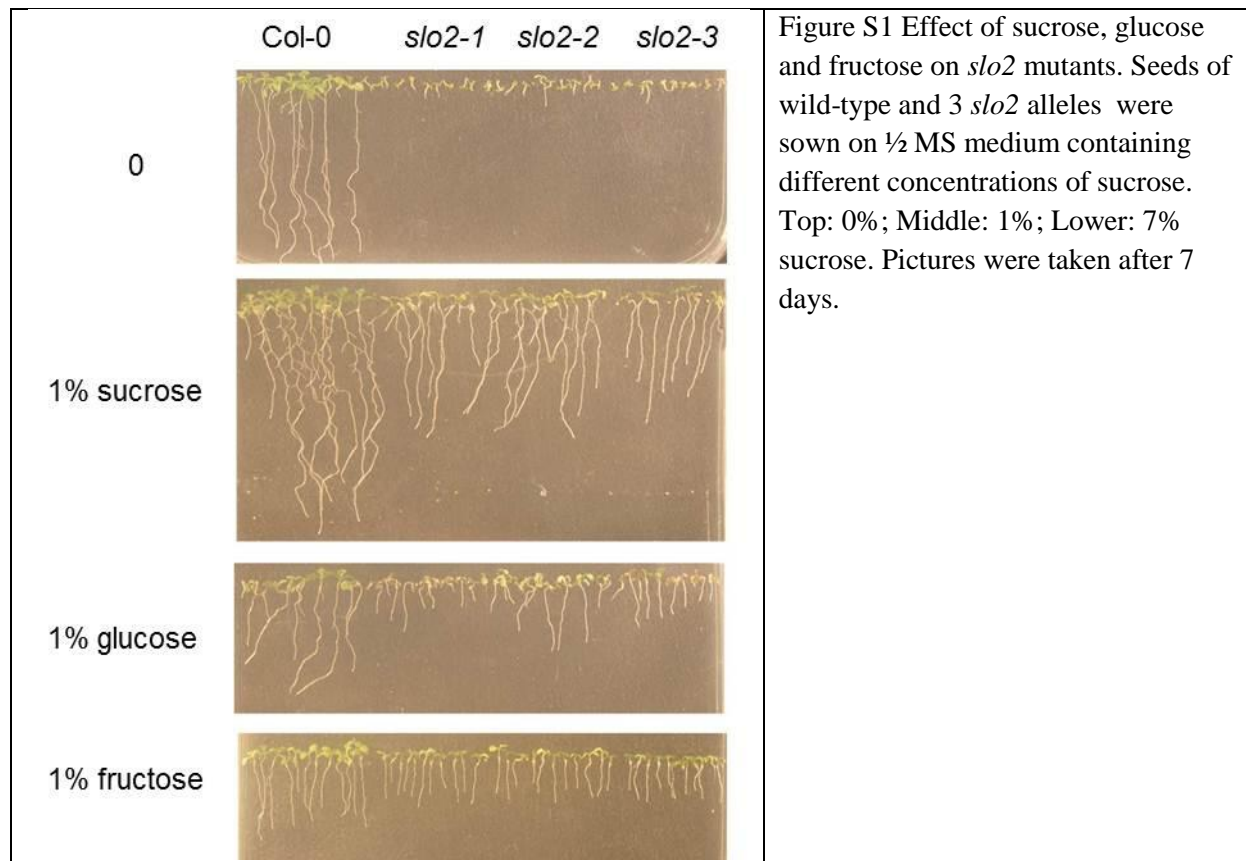 Col-0 slo2-1 slo2-2 slo2-3
0
1% sucrose
1% glucose
1% fructose
Figure S1 Effect of sucrose, glucose
and fructose on slo2 mutants. Seeds of
wild-type and 3 slo2 alleles were
sown on ½ MS medium containing
different concentrations of sucrose.
Top: 0%; Middle: 1%; Lower: 7%
sucrose. Pictures were taken after 7
days.